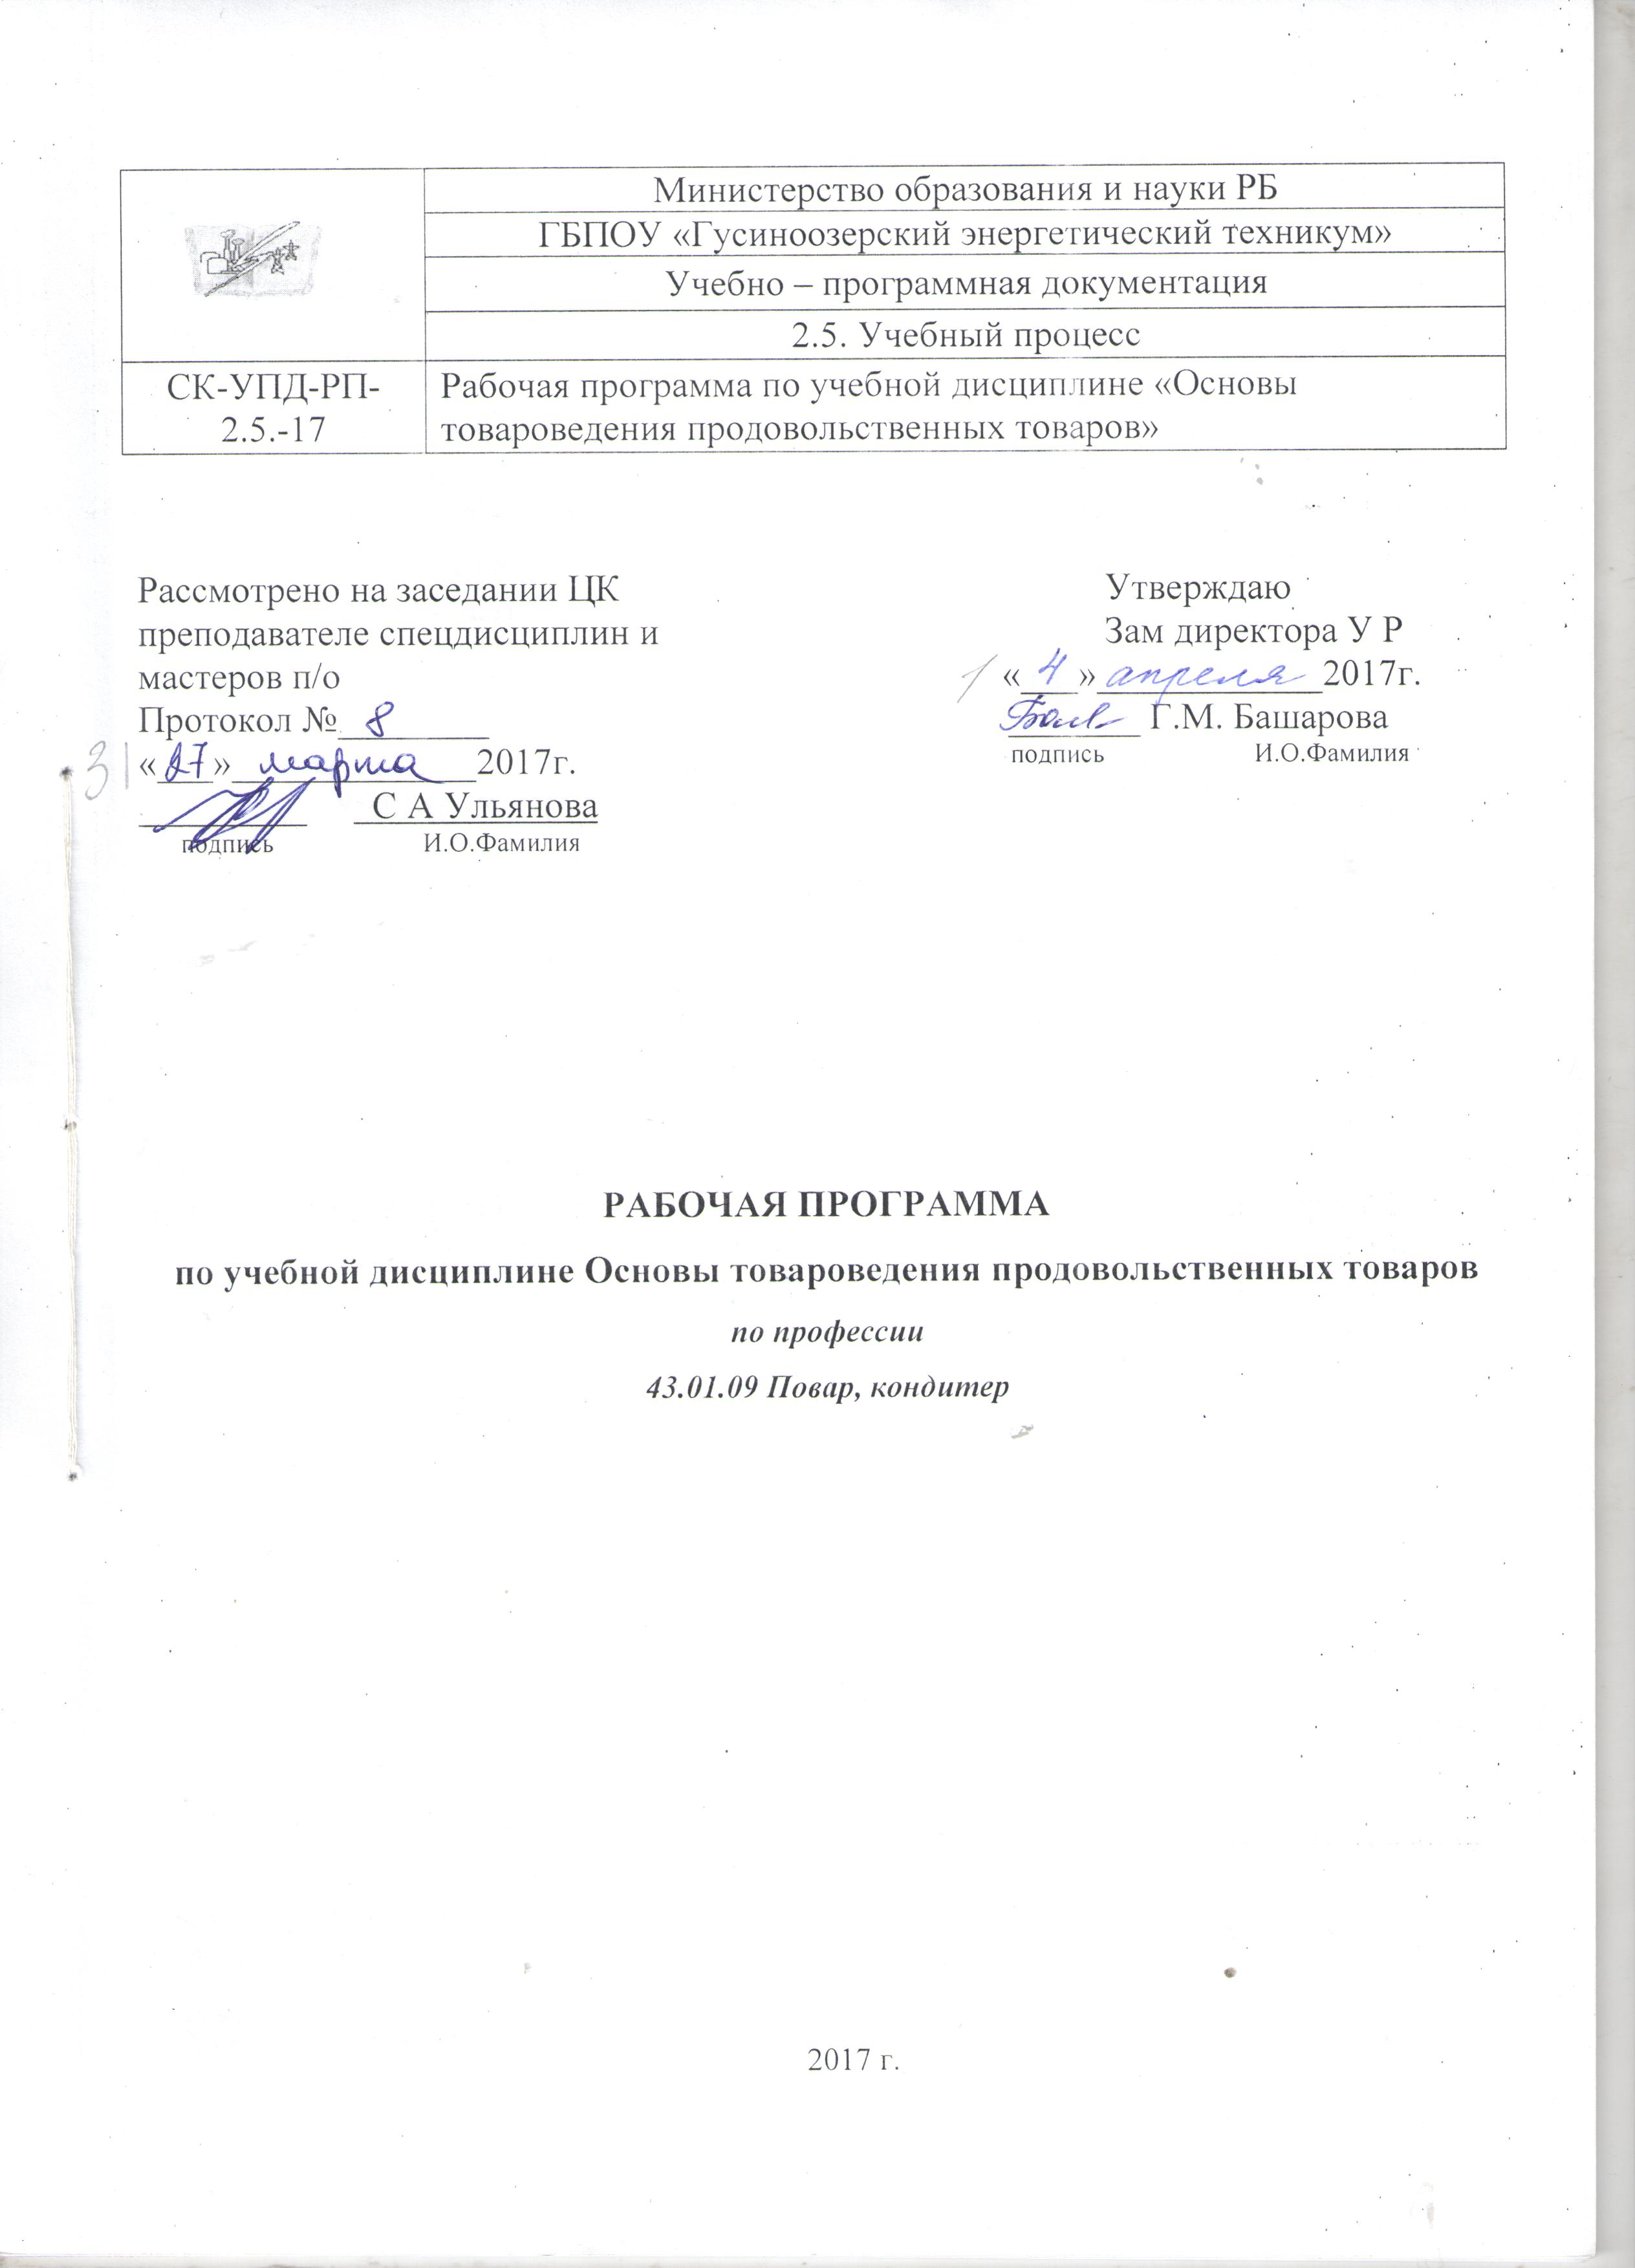 Министерство образования и науки РБ
ГБПОУ «Гусиноозерский энергетический техникум»
Учебно – программная документация
2.5. Учебный процесс
СК-УПД-РП-
2.5.-17
Рабочая программа по учебной дисциплине «Основы
товароведения продовольственных товаров»
Рассмотрено на заседании ЦК
преподавателе спецдисциплин и
мастеров п/о
Протокол № 8
«27» марта 2017г.
С А Ульянова
подпись И.О.Фамилия
Утверждаю
Зам директора У Р
«4» апреля 2017г.
Г.М. Башарова
подпись И.О.Фамилия
РАБОЧАЯ ПРОГРАММА
по учебной дисциплине Основы товароведения продовольственных товаров
по профессии
43.01.09 Повар, кондитер
2017 г.